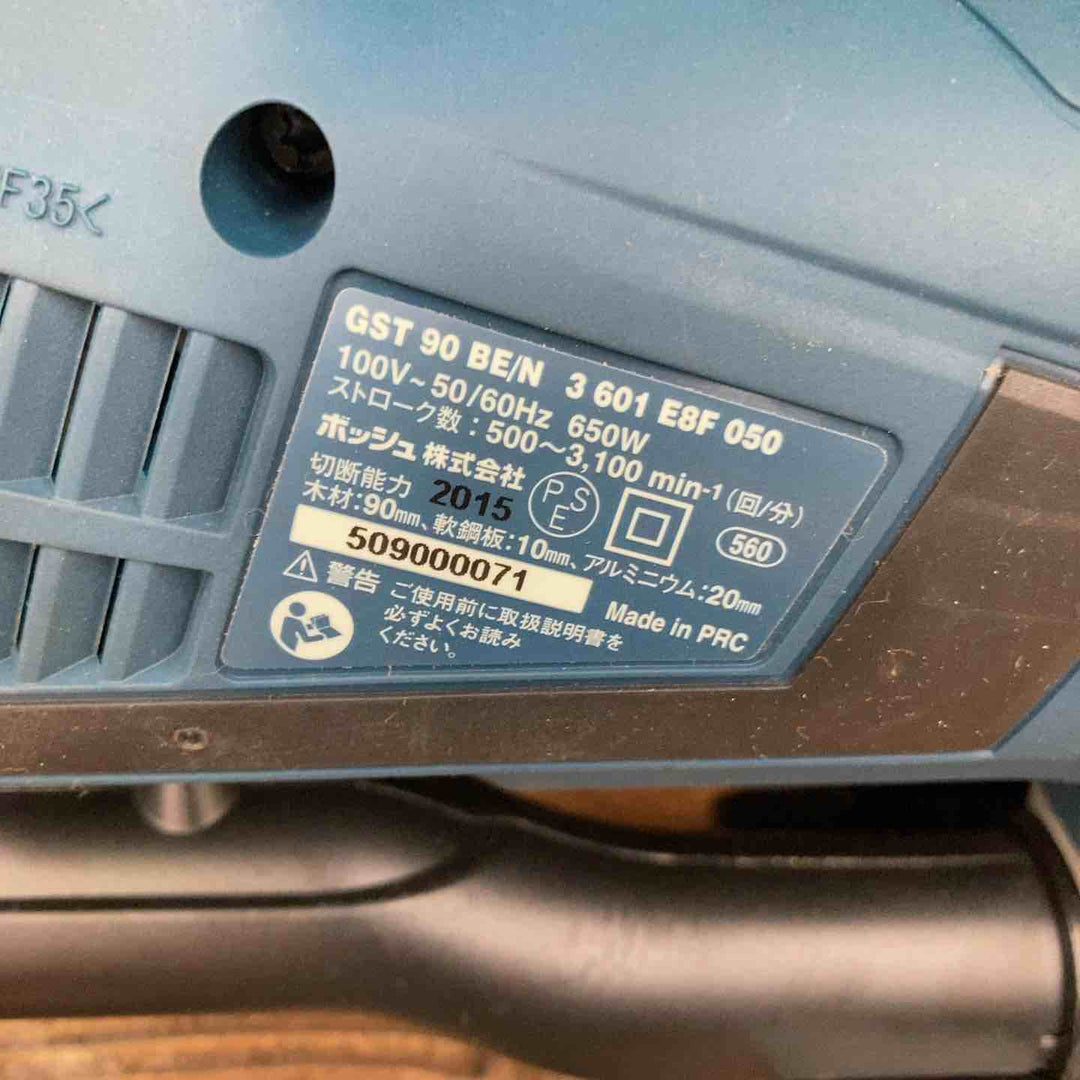 F35<
GST 90 BE/N 3 601 E8F 050
100V~50/60Hz 650W
ストローク数：500～3,100 min-¹ (回/分)
ボッシュ株式会社
切断能力 2015 PSE 560
木材：90mm、軟鋼板：10mm、アルミニウム：20mm
509000071
Made in PRC
⚠ 警告 ご使用前に取扱説明書を
必ずよくお読み
ください。